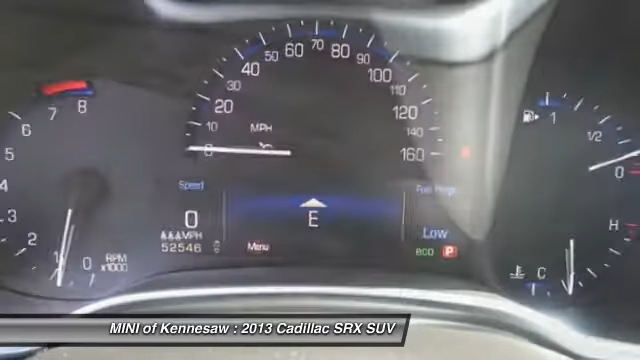 60 70 80
50 90
40 100
30 110
20 120
10 MPH 140
0 160
8
7
6
5
4
3
2
1
0 RPM
x1000
Speed
0
MPH
52546
Menu
E
Low
eco P
1
1/2
0
H
C
MINI of Kennesaw : 2013 Cadillac SRX SUV